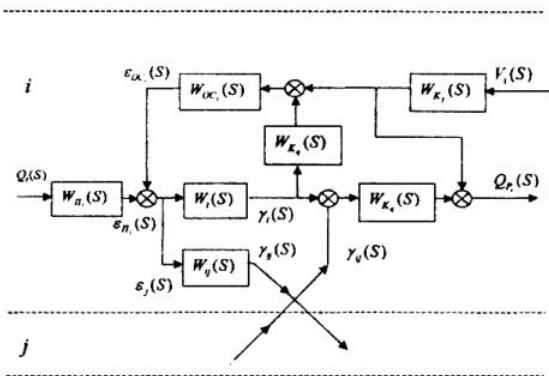 i
ε_{OC_i}(S)
W_{OC_i}(S)
W_{K_f}(S)
V_i(S)
W_{K_q}(S)
Q_i(S)
W_{П_i}(S)
W_i(S)
W_{K_q}(S)
Q_{P_i}(S)
ε_{П_i}(S)
γ_i(S)
ε_j(S)
W_{ij}(S)
γ_{ij}(S)
γ_{ij}(S)
j